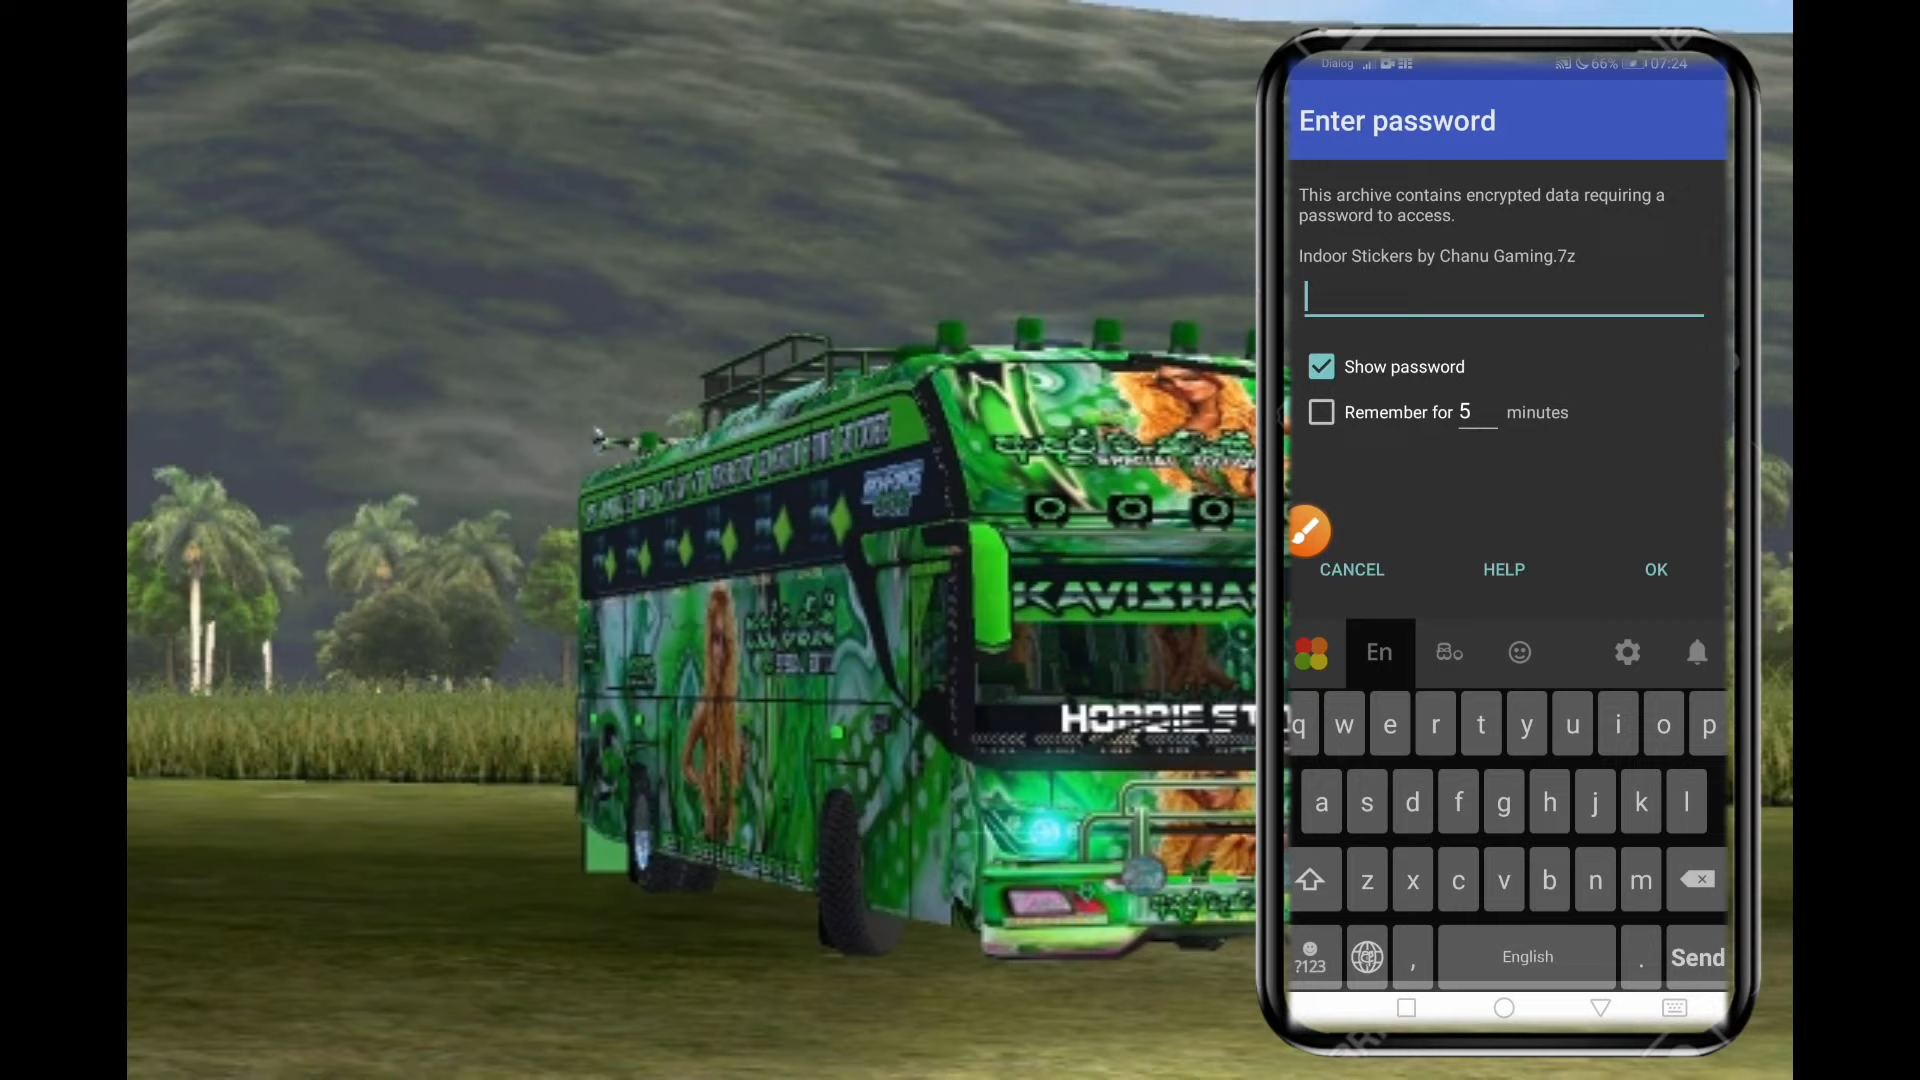 Dialog 66% 07:24
Enter password
This archive contains encrypted data requiring a
password to access.
Indoor Stickers by Chanu Gaming.7z
Show password
Remember for 5 minutes
CANCEL HELP OK
En සිං
q w e r t y u i o p
a s d f g h j k l
z x c v b n m
?123 , English . Send
KAVISHA